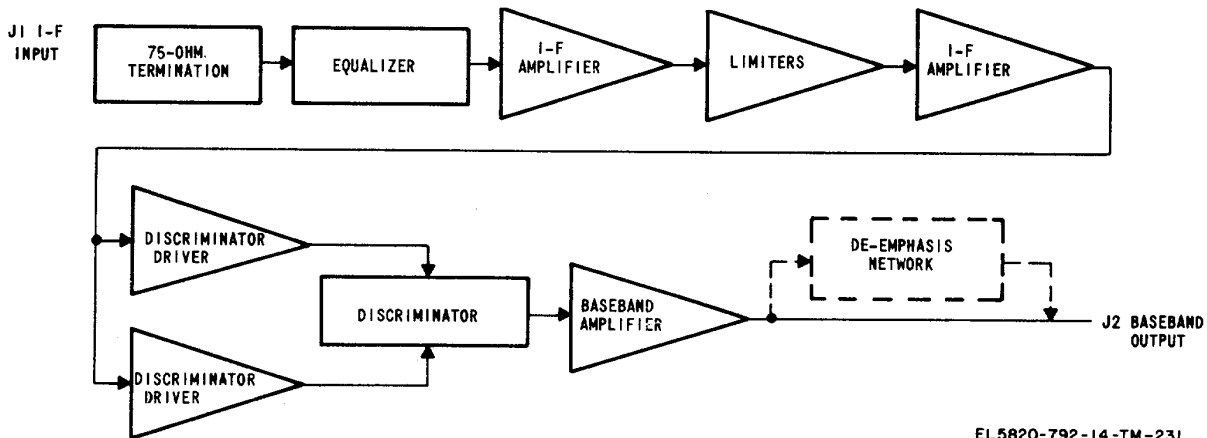 J1 I-F
INPUT
75-OHM.
TERMINATION
EQUALIZER
I-F
AMPLIFIER
LIMITERS
I-F
AMPLIFIER
DISCRIMINATOR
DRIVER
DISCRIMINATOR
DRIVER
DISCRIMINATOR
BASEBAND
AMPLIFIER
DE-EMPHASIS
NETWORK
J2 BASEBAND
OUTPUT
EL5820-792-14-TM-231